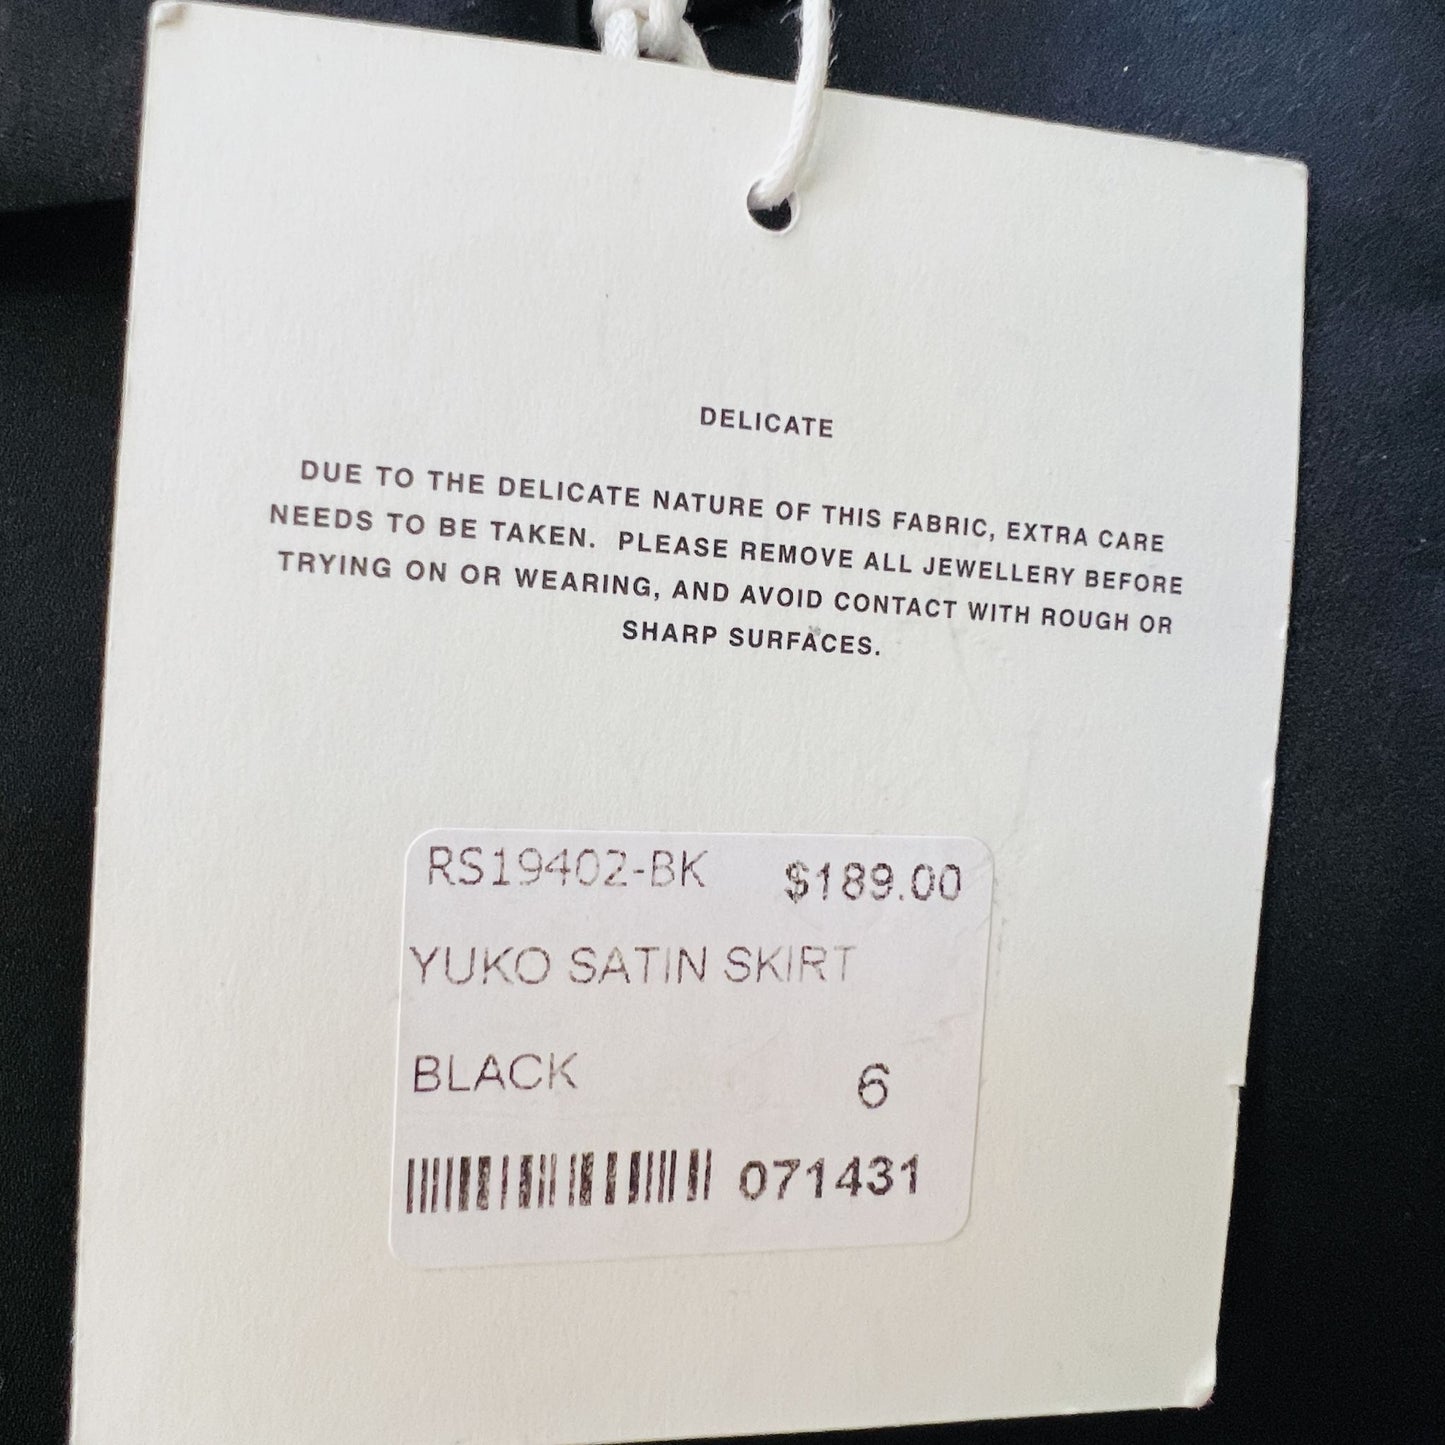 DELICATE
DUE TO THE DELICATE NATURE OF THIS FABRIC, EXTRA CARE
NEEDS TO BE TAKEN. PLEASE REMOVE ALL JEWELLERY BEFORE
TRYING ON OR WEARING, AND AVOID CONTACT WITH ROUGH OR
SHARP SURFACES.
RS19402-BK $189.00
YUKO SATIN SKIRT
BLACK 6
071431